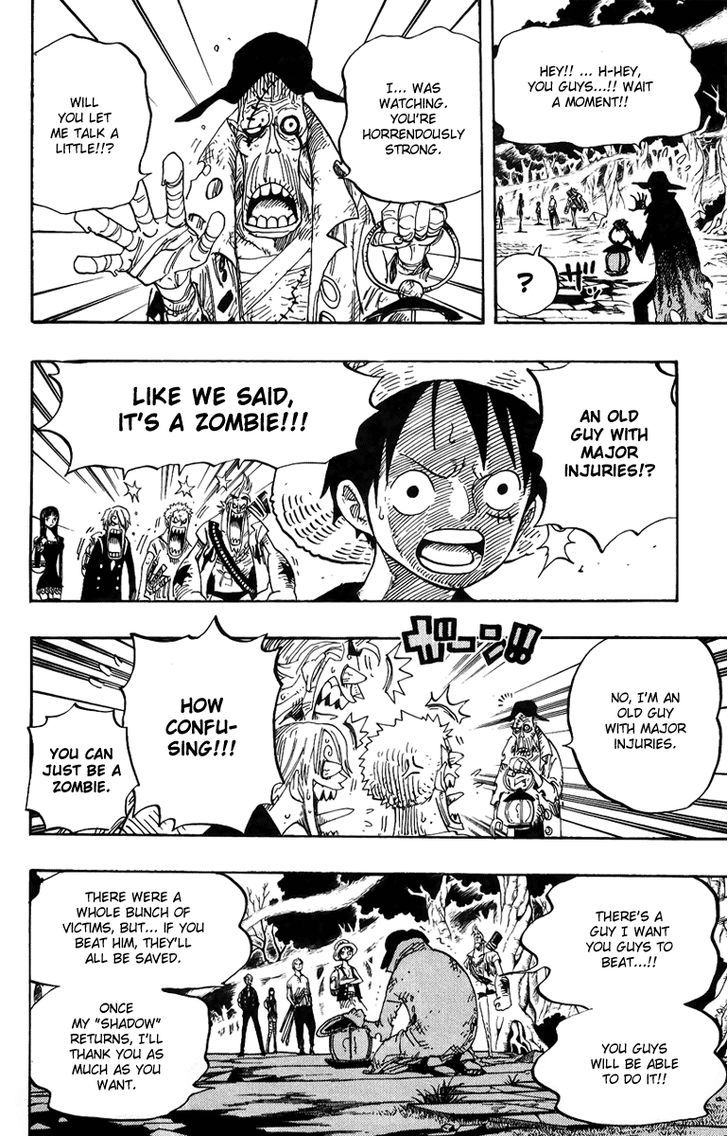 HEY!! ... H-HEY,
YOU GUYS...!! WAIT
A MOMENT!!
?
I... WAS
WATCHING.
YOU'RE
HORRENDOUSLY
STRONG.
WILL
YOU LET
ME TALK A
LITTLE!!?
AN OLD
GUY WITH
MAJOR
INJURIES!?
LIKE WE SAID,
IT'S A ZOMBIE!!!
NO, I'M AN
OLD GUY
WITH MAJOR
INJURIES.
HOW
CONFU-
SING!!!
YOU CAN
JUST BE A
ZOMBIE.
THERE'S A
GUY I WANT
YOU GUYS TO
BEAT...!!
YOU GUYS
WILL BE ABLE
TO DO IT!!
THERE WERE A
WHOLE BUNCH OF
VICTIMS, BUT... IF YOU
BEAT HIM, THEY'LL
ALL BE SAVED.
ONCE
MY "SHADOW"
RETURNS, I'LL
THANK YOU AS
MUCH AS YOU
WANT.